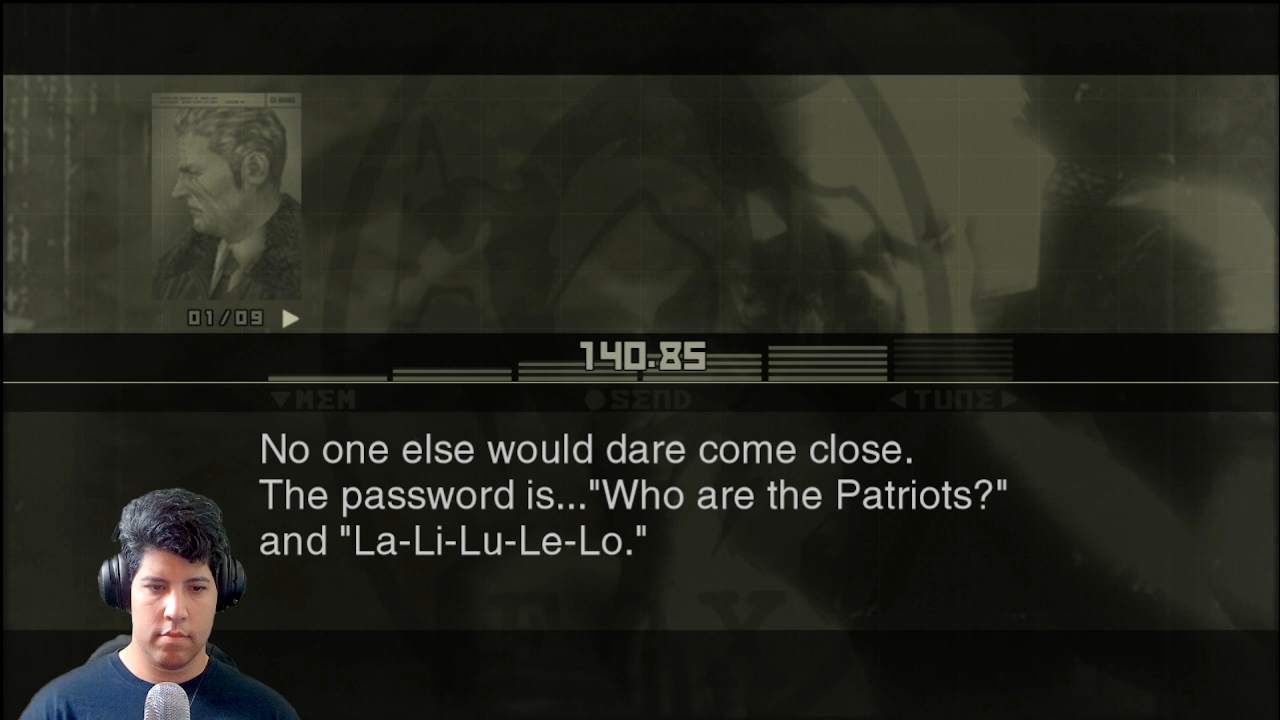 01/09
140.85
▼MEM
●SEND
◀TUNE▶
No one else would dare come close.
The password is..."Who are the Patriots?"
and "La-Li-Lu-Le-Lo."